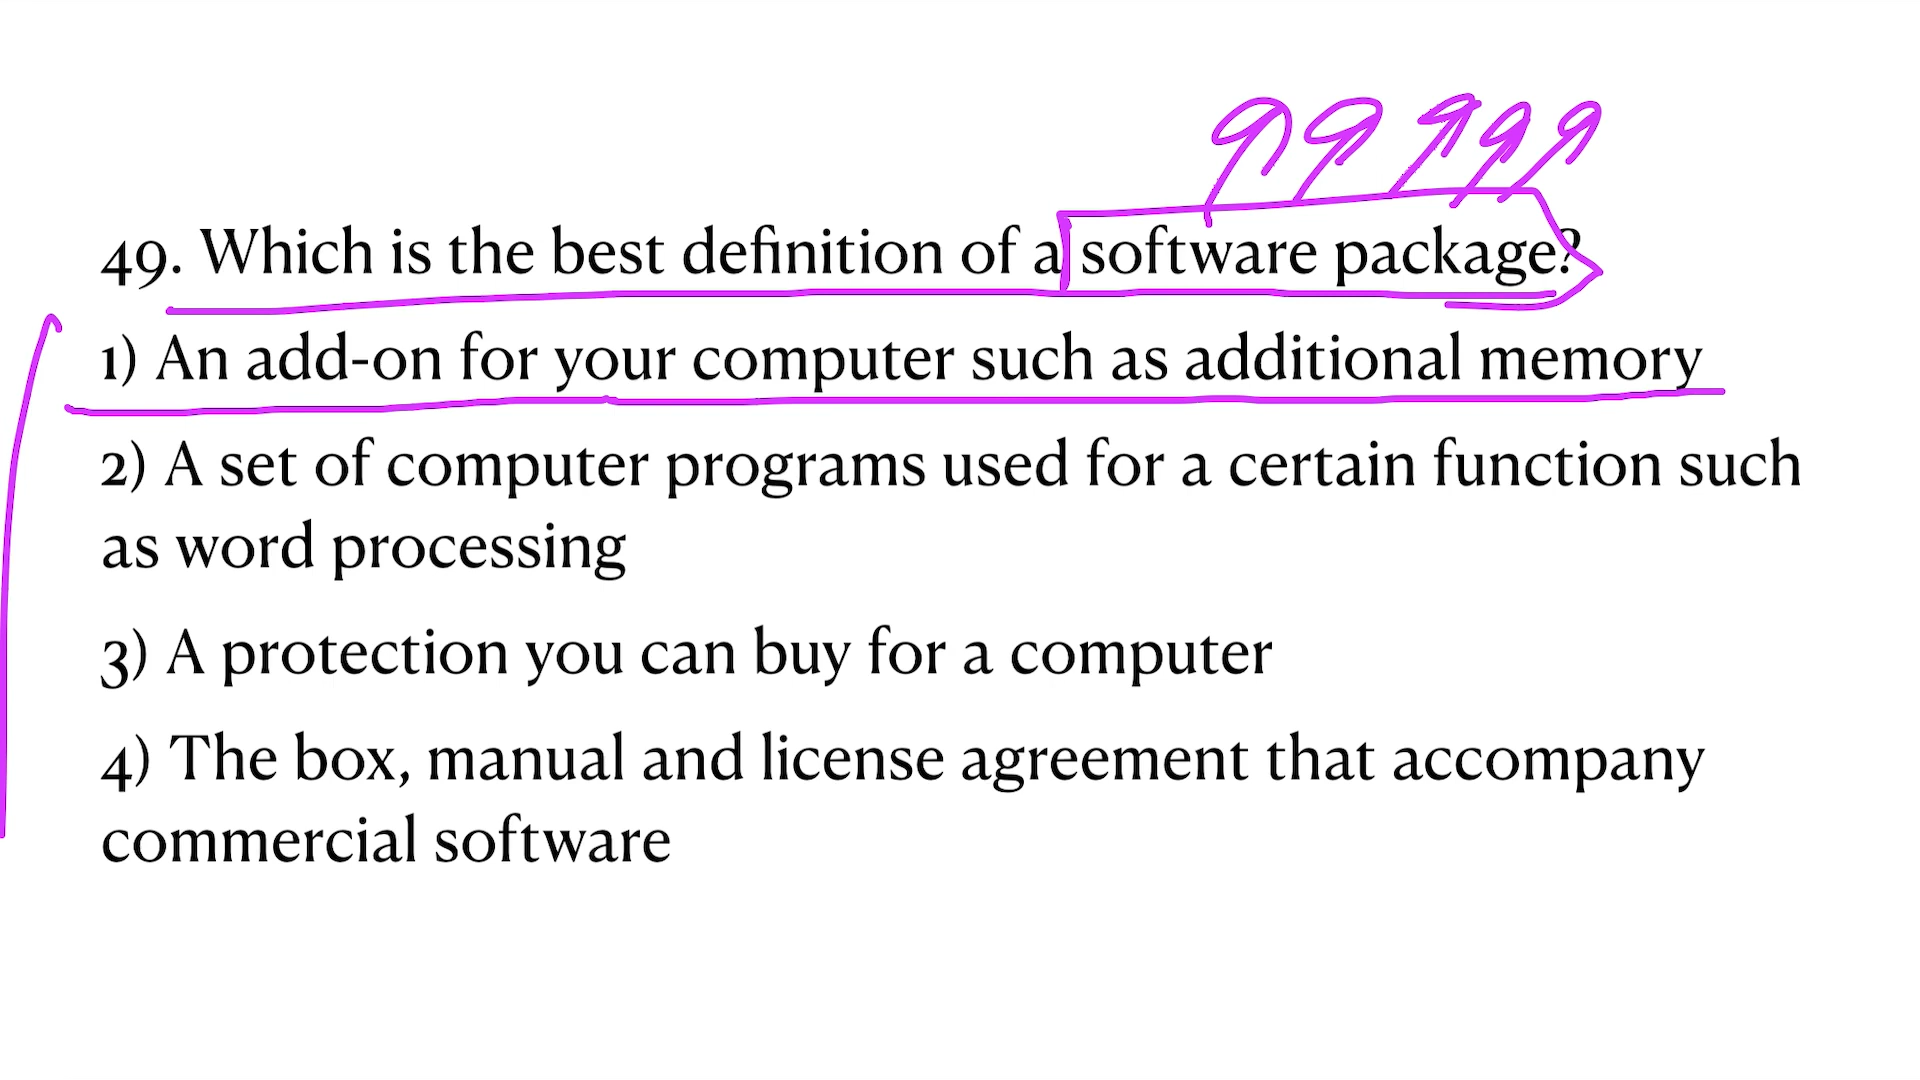 49. Which is the best definition of a software package?
1) An add-on for your computer such as additional memory
2) A set of computer programs used for a certain function such
as word processing
3) A protection you can buy for a computer
4) The box, manual and license agreement that accompany
commercial software